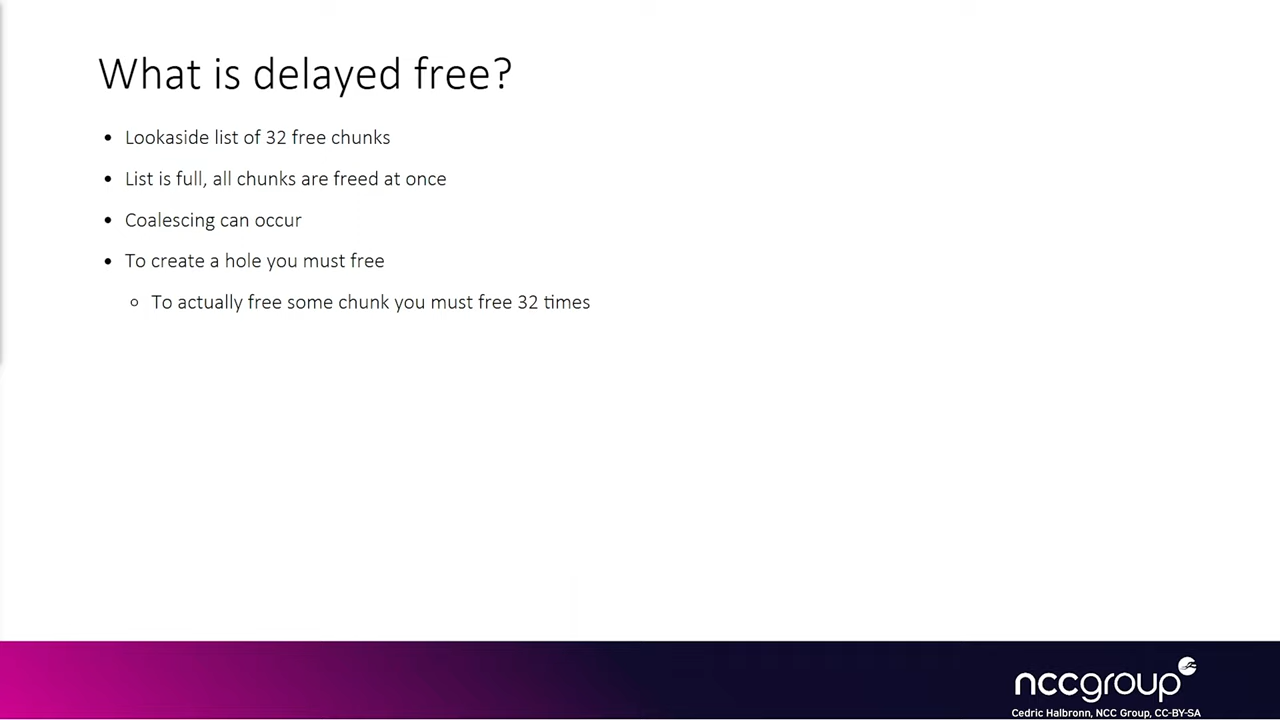 What is delayed free?
• Lookaside list of 32 free chunks
• List is full, all chunks are freed at once
• Coalescing can occur
• To create a hole you must free
o To actually free some chunk you must free 32 times
nccgroup
Cedric Halbronn, NCC Group, CC-BY-SA